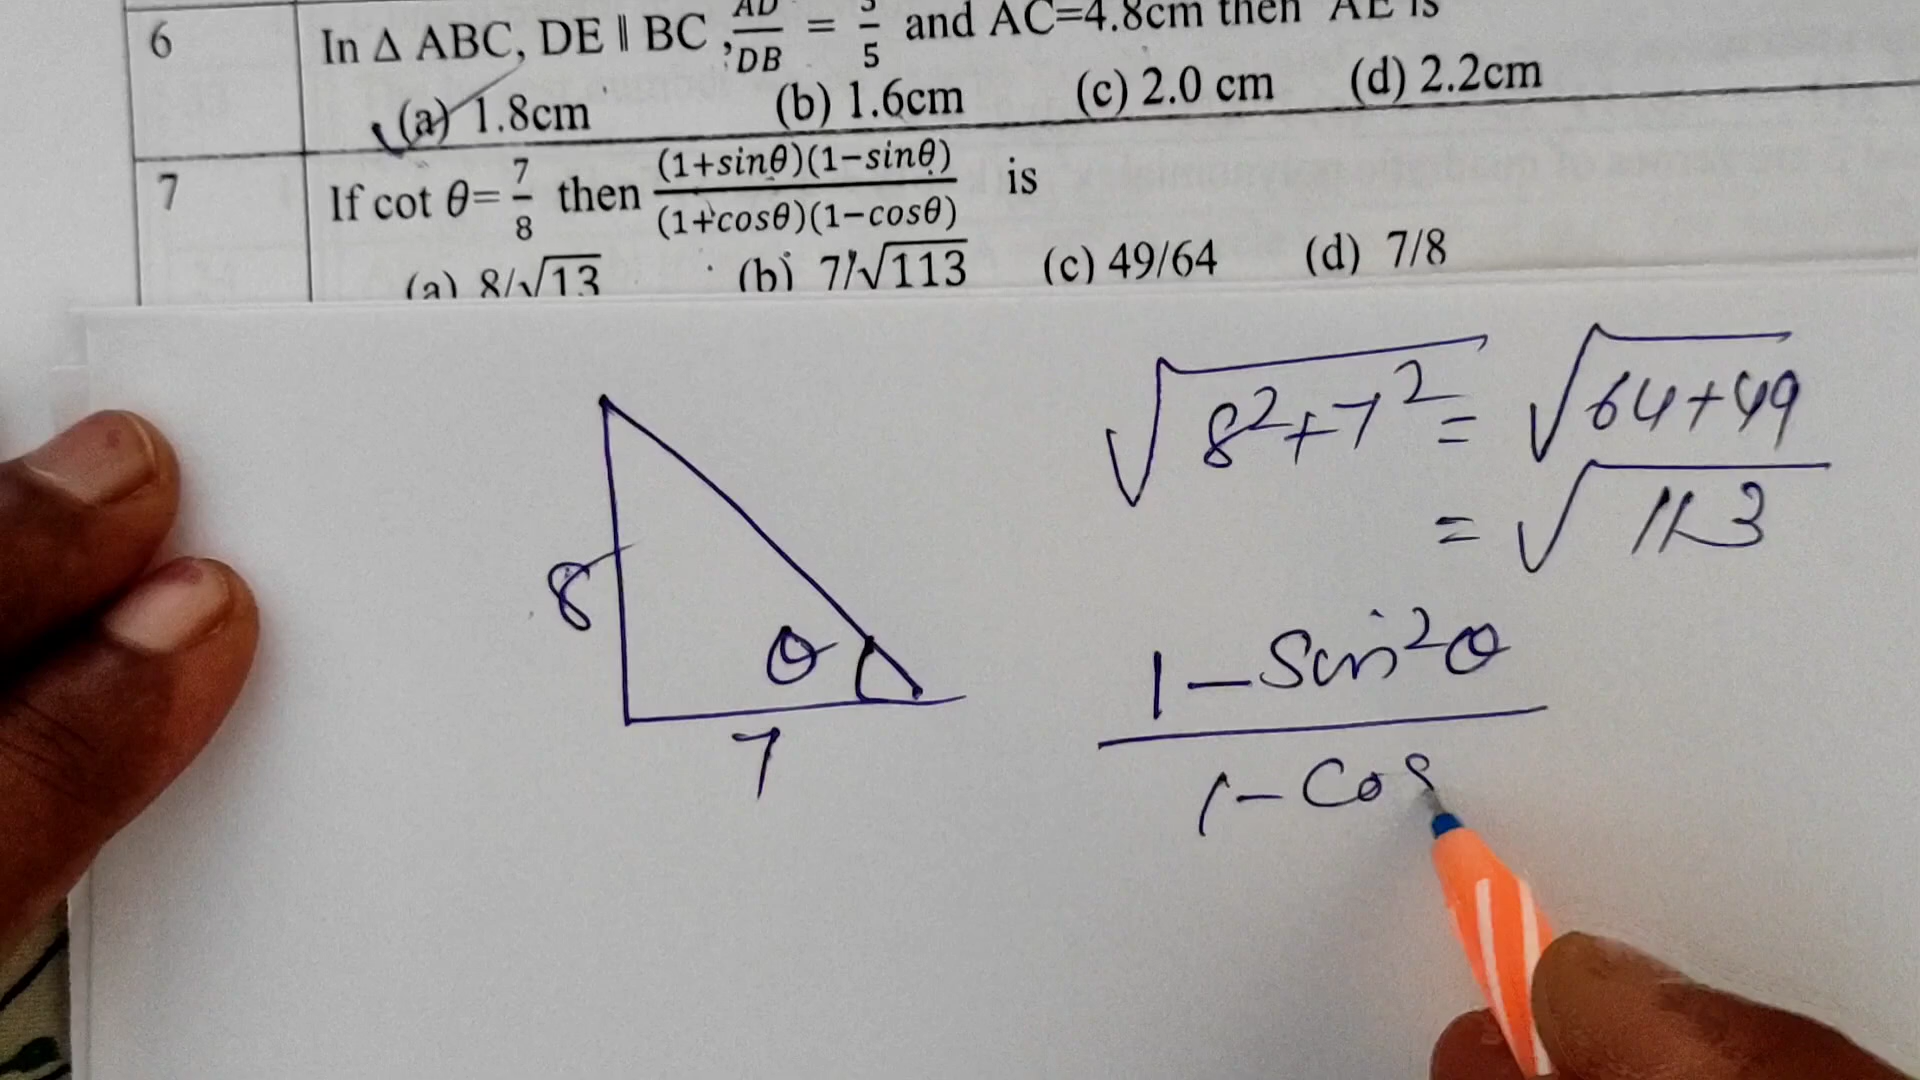 6 In Δ ABC, DE ∥ BC , AD/DB = 3/5 and AC=4.8cm then AE is
(a) 1.8cm (b) 1.6cm (c) 2.0 cm (d) 2.2cm
7 If cot θ= 7/8 then (1+sinθ)(1−sinθ)/(1+cosθ)(1−cosθ) is
(a) 8/√13 (b) 7/√113 (c) 49/64 (d) 7/8
√8²+7² = √64+49
= √113
8
θ
7
1 − Sin²θ
1 − Cos